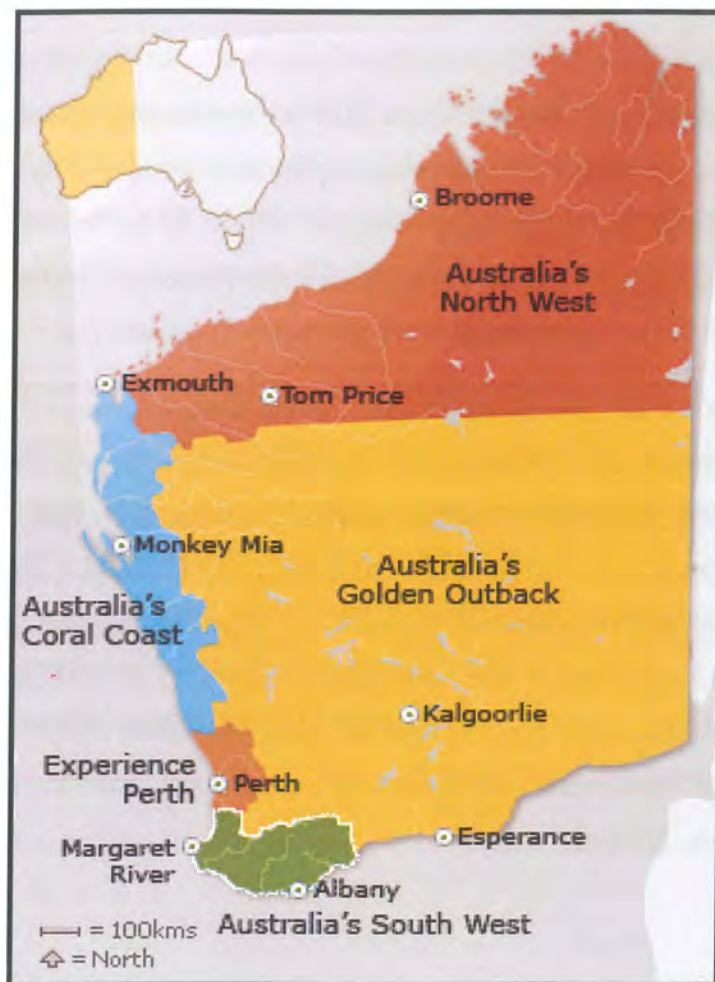 Broome
Australia's
North West
Exmouth
Tom Price
Monkey Mia
Australia's
Golden Outback
Australia's
Coral Coast
Kalgoorlie
Experience
Perth
Perth
Margaret
River
Esperance
Albany
Australia's South West
= 100kms
= North